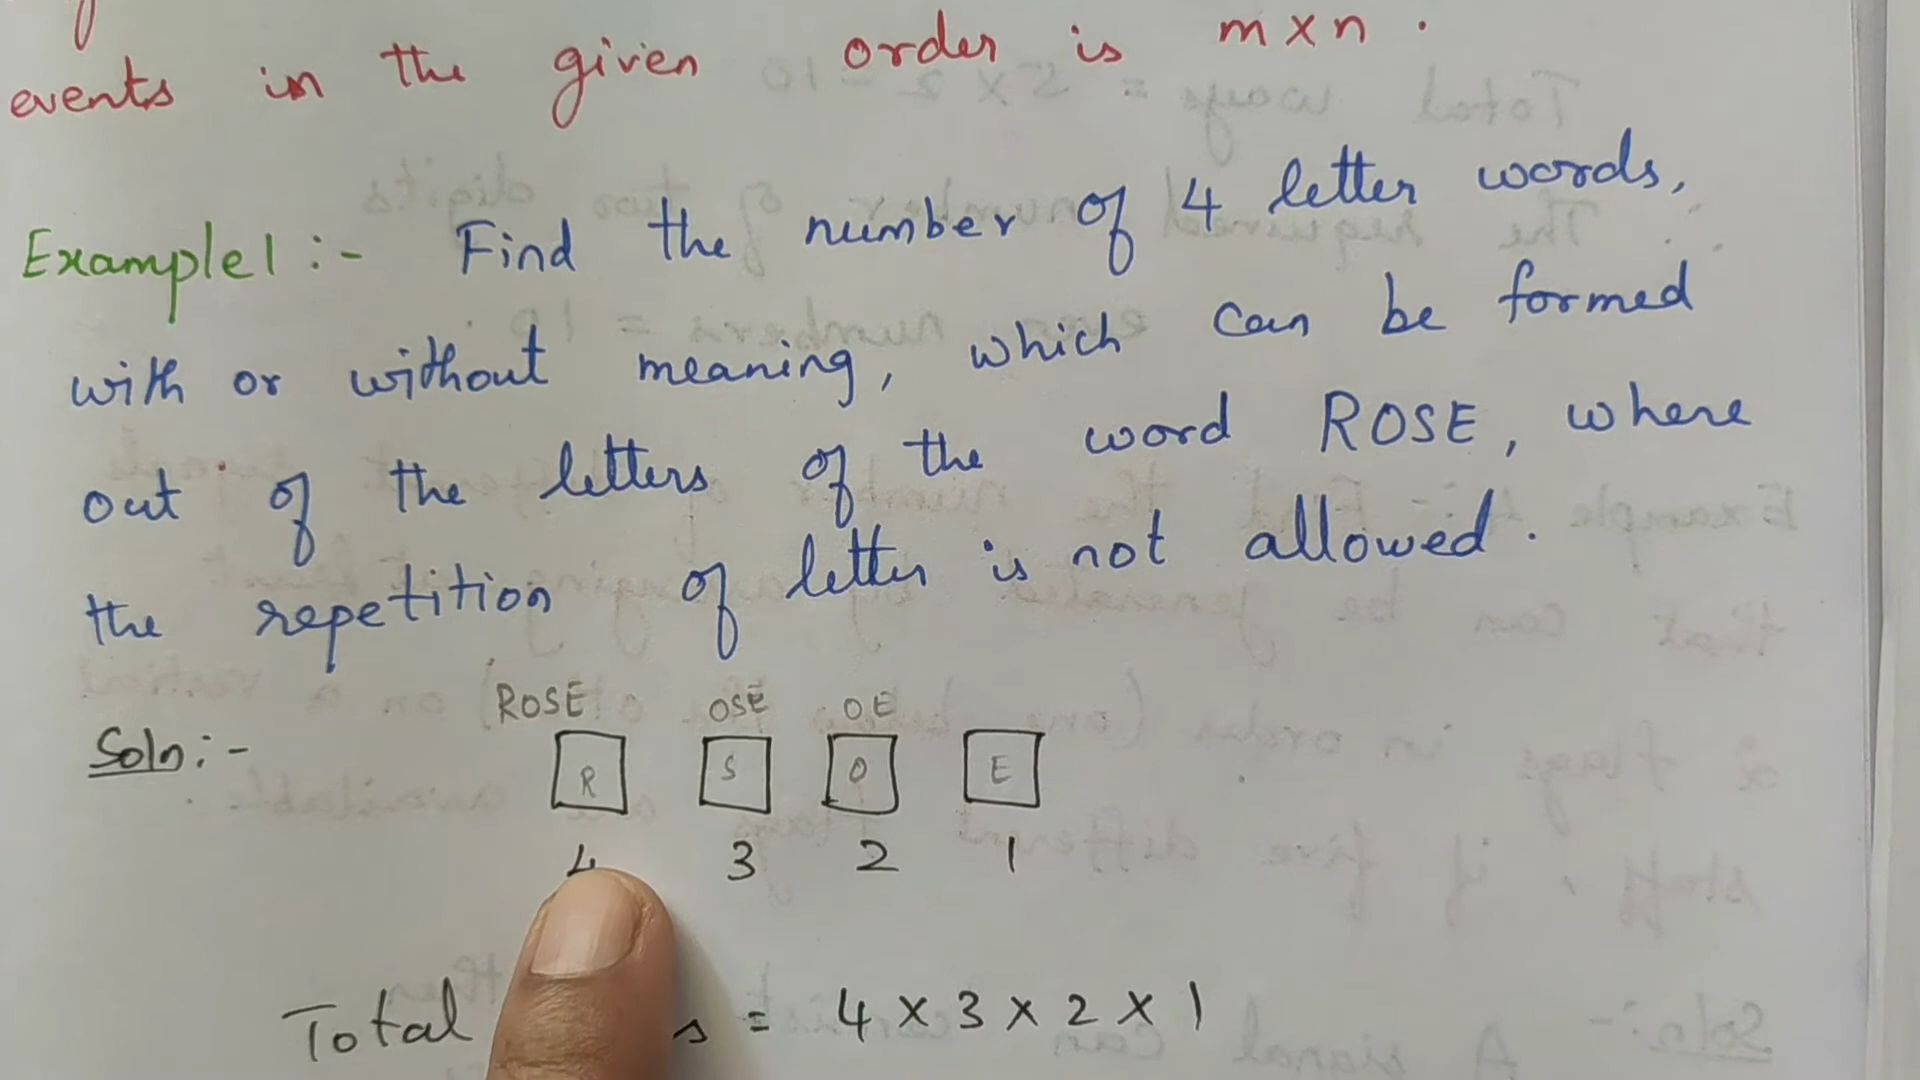 events in the given order is m x n .
Example 1 :- Find the number of 4 letter words,
with or without meaning, which can be formed
out of the letters of the word ROSE, where
the repetition of letter is not allowed.
ROSE OSE OE
Soln :- R S O E
4 3 2 1
Total = 4 x 3 x 2 x 1